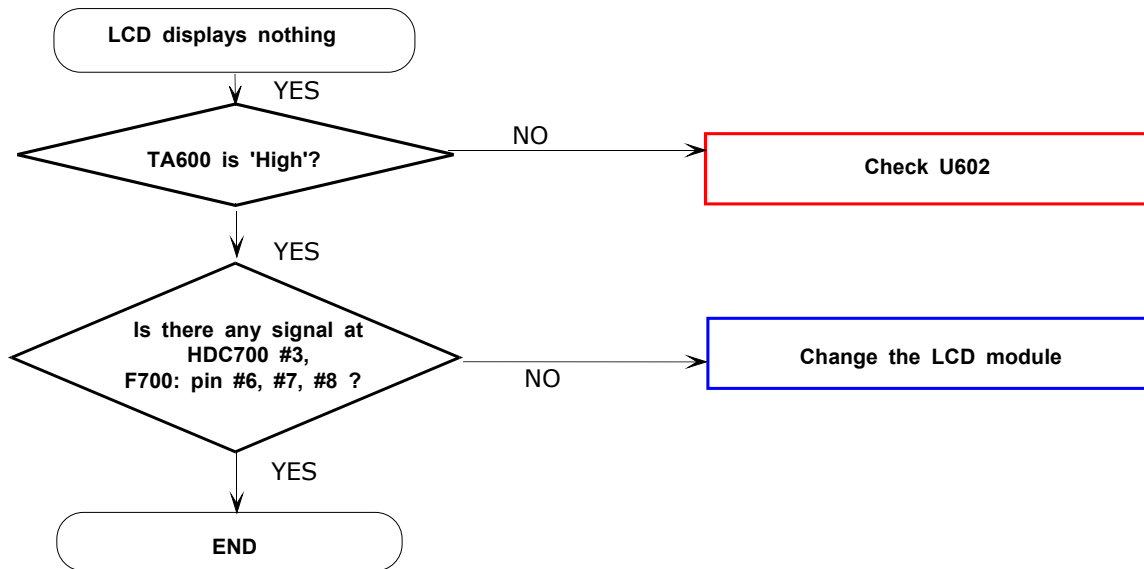 LCD displays nothing
YES
TA600 is 'High'?
NO
Check U602
YES
Is there any signal at
HDC700 #3,
F700: pin #6, #7, #8 ?
NO
Change the LCD module
YES
END